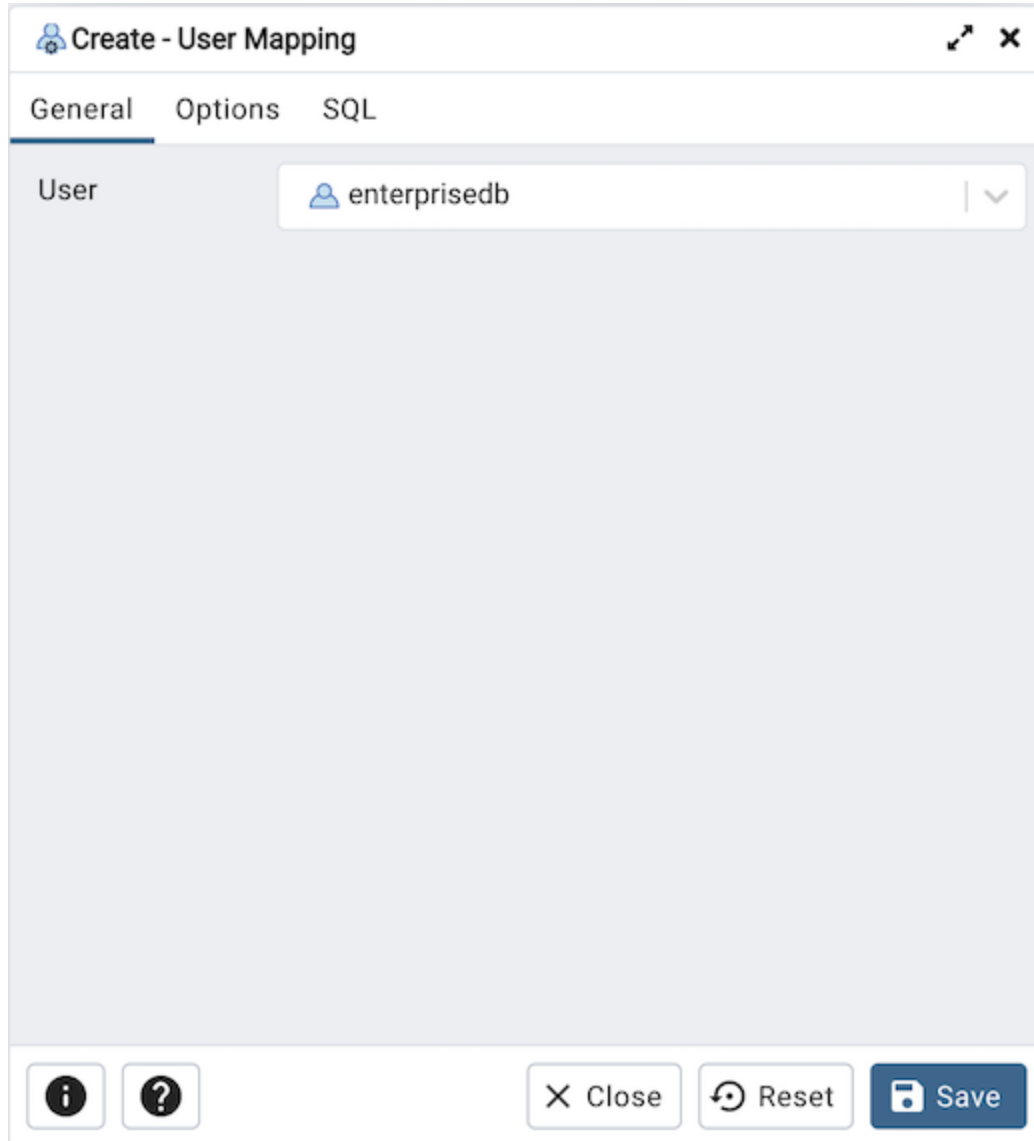 Create - User Mapping
General Options SQL
User enterprisedb
Close Reset Save